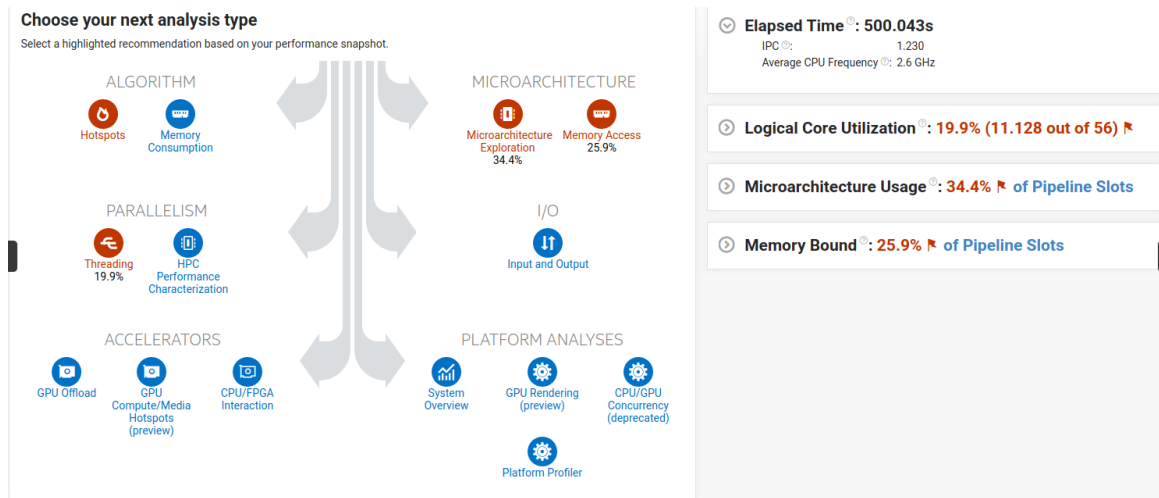 Choose your next analysis type
Select a highlighted recommendation based on your performance snapshot.
ALGORITHM
Hotspots
Memory
Consumption
MICROARCHITECTURE
Microarchitecture
Exploration
34.4%
Memory Access
25.9%
PARALLELISM
Threading
19.9%
HPC
Performance
Characterization
I/O
Input and Output
ACCELERATORS
GPU Offload
GPU
Compute/Media
Hotspots
(preview)
CPU/FPGA
Interaction
PLATFORM ANALYSES
System
Overview
GPU Rendering
(preview)
CPU/GPU
Concurrency
(deprecated)
Platform Profiler
Elapsed Time ?: 500.043s
IPC ?: 1.230
Average CPU Frequency ?: 2.6 GHz
Logical Core Utilization ?: 19.9% (11.128 out of 56)
Microarchitecture Usage ?: 34.4% of Pipeline Slots
Memory Bound ?: 25.9% of Pipeline Slots